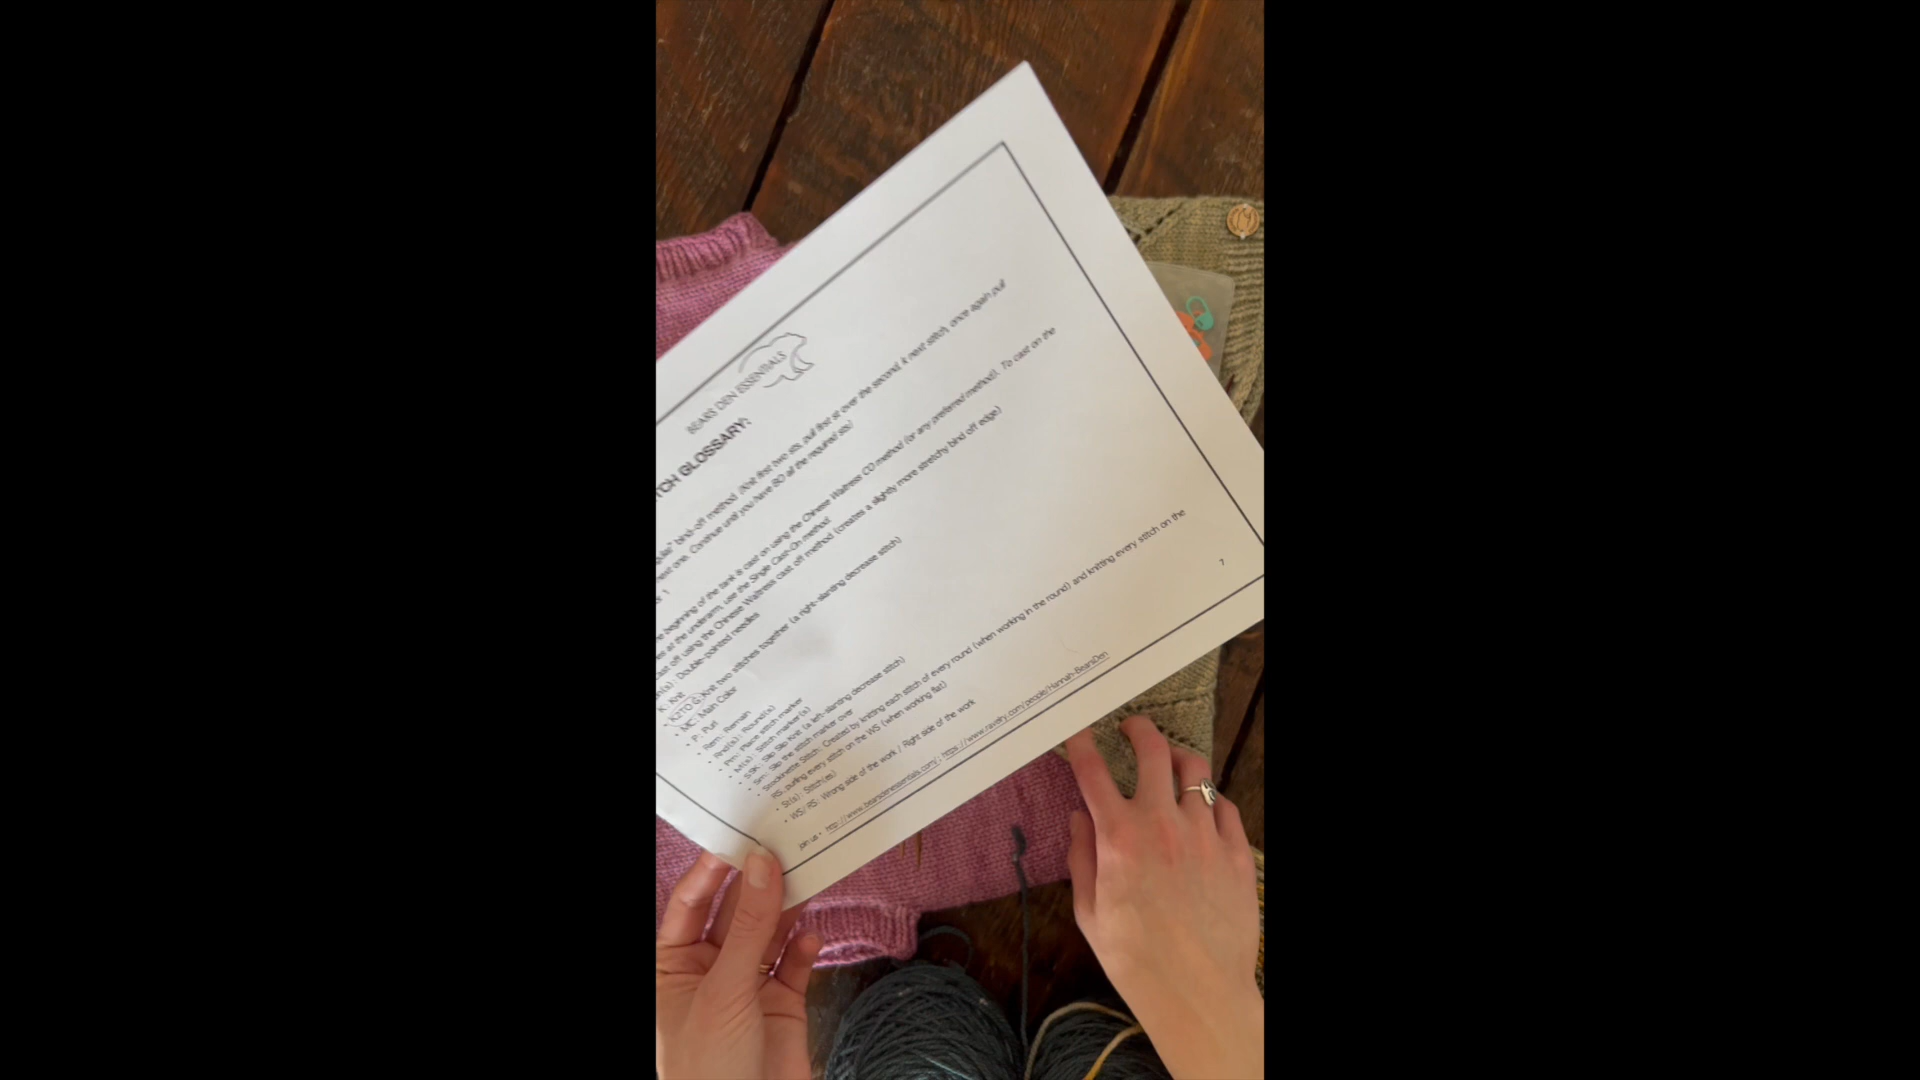 BEARS DEN ESSENTIALS
TCH GLOSSARY:
bind-off method. (Knit first two sts, pull first st over the second, k next stitch, once again pull
next one. Continue until you have BO all the required sts)
beginning of the tank is cast on using the Chinese Waitress CO method (or any preferred method). To cast on the
at the underarm, use the Single Cast-On method
cast off using the Chinese Waitress cast off method (creates a slightly more stretchy bind off edge)
n(s): Double-pointed needles
K: Knit
• K2TOG: Knit two stitches together (a right-slanting decrease stitch)
• MC: Main Color
• P: Purl
• Rem: Remain
• Rnd(s): Round(s)
• Pm: Place stitch marker
• M(s): Stitch marker(s)
• SSK: Slip Slip Knit (a left-slanting decrease stitch)
• Sm: Slip the stitch marker over
• Stockinette Stitch: Created by knitting each stitch of every round (when working in the round) and knitting every stitch on the
RS, purling every stitch on the WS (when working flat)
• St(s): Stitch(es)
• WS/RS: Wrong side of the work / Right side of the work
7
join us • http://www.bearsdenessentials.com/; https://www.ravelry.com/people/Hannah-BearsDen